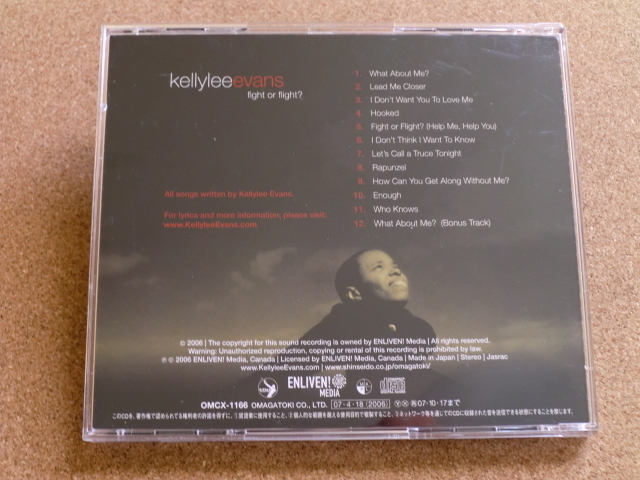 kellyleeevans
fight or flight?
1. What About Me?
2. Lead Me Closer
3. I Don't Want You To Love Me
4. Hooked
5. Fight or Flight? (Help Me, Help You)
6. I Don't Think I Want To Know
7. Let's Call a Truce Tonight
8. Rapunzel
9. How Can You Get Along Without Me?
10. Enough
11. Who Knows
12. What About Me? (Bonus Track)
All songs written by Kellylee Evans.
For lyrics and more information, please visit:
www.KellyleeEvans.com
© 2006 | The copyright for this sound recording is owned by ENLIVEN! Media | All rights reserved.
Warning: Unauthorized reproduction, copying or rental of this recording is prohibited by law.
℗ © 2006 ENLIVEN! Media, Canada | Licensed by ENLIVEN! Media, Canada | Made in Japan | Stereo | Jasrac
www.KellyleeEvans.com | www.shinseido.co.jp/omagatoki/
ENLIVEN!
MEDIA
OMCX-1166 OMAGATOKI CO., LTD. 07・4・18 (2006) 07・10・17まで